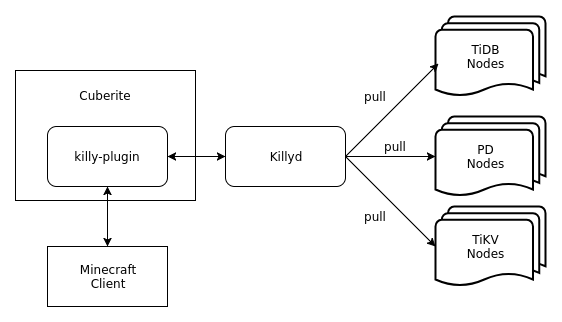 Cuberite
killy-plugin
Minecraft
Client
Killyd
pull
pull
pull
TiDB
Nodes
PD
Nodes
TiKV
Nodes